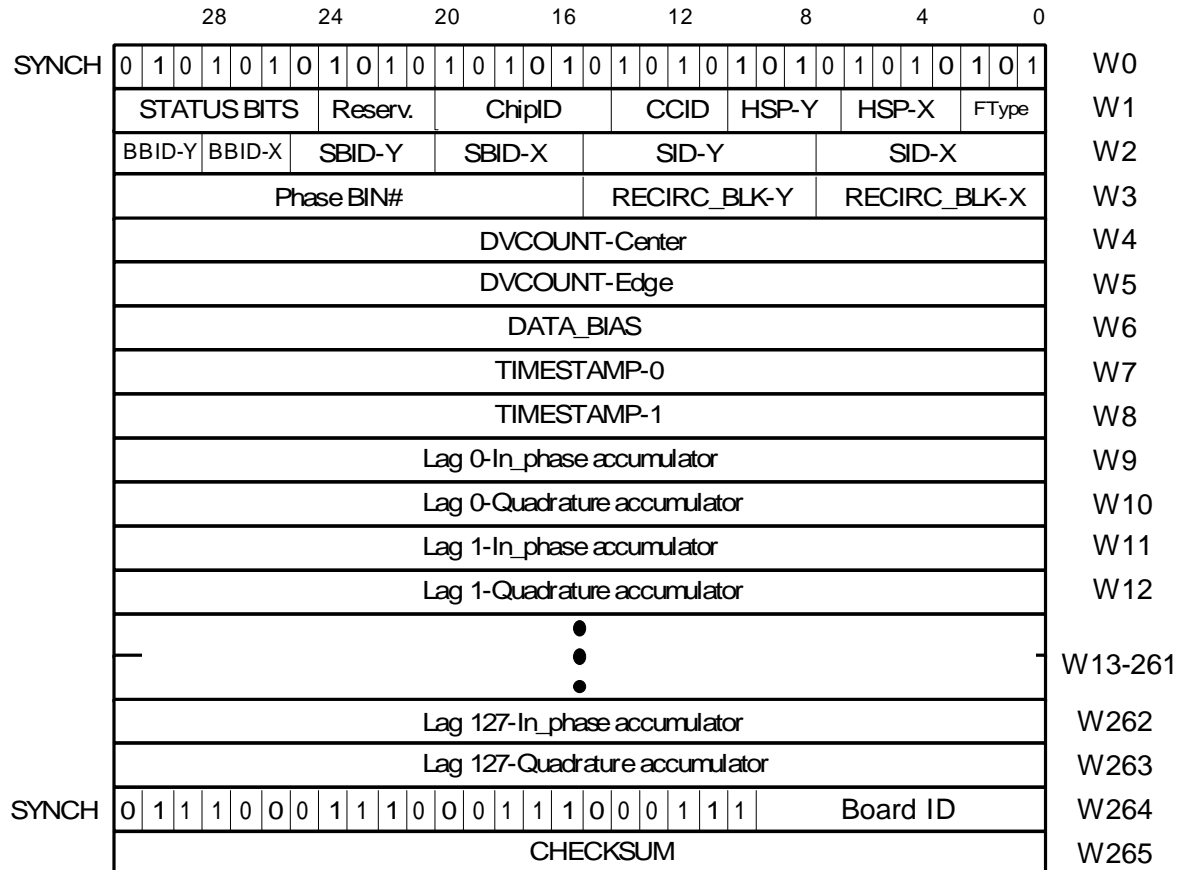 28 24 20 16 12 8 4 0
SYNCH 0 1 0 1 0 1 0 1 0 1 0 1 0 1 0 1 0 1 0 1 0 1 0 1 0 1 0 1 0 1 0 1 W0
STATUS BITS Reserv. ChipID CCID HSP-Y HSP-X FType W1
BBID-Y BBID-X SBID-Y SBID-X SID-Y SID-X W2
Phase BIN# RECIRC_BLK-Y RECIRC_BLK-X W3
DVCOUNT-Center W4
DVCOUNT-Edge W5
DATA_BIAS W6
TIMESTAMP-0 W7
TIMESTAMP-1 W8
Lag 0-In_phase accumulator W9
Lag 0-Quadrature accumulator W10
Lag 1-In_phase accumulator W11
Lag 1-Quadrature accumulator W12
W13-261
Lag 127-In_phase accumulator W262
Lag 127-Quadrature accumulator W263
SYNCH 0 1 1 1 0 0 0 1 1 1 0 0 0 1 1 1 0 0 0 1 1 1 Board ID W264
CHECKSUM W265